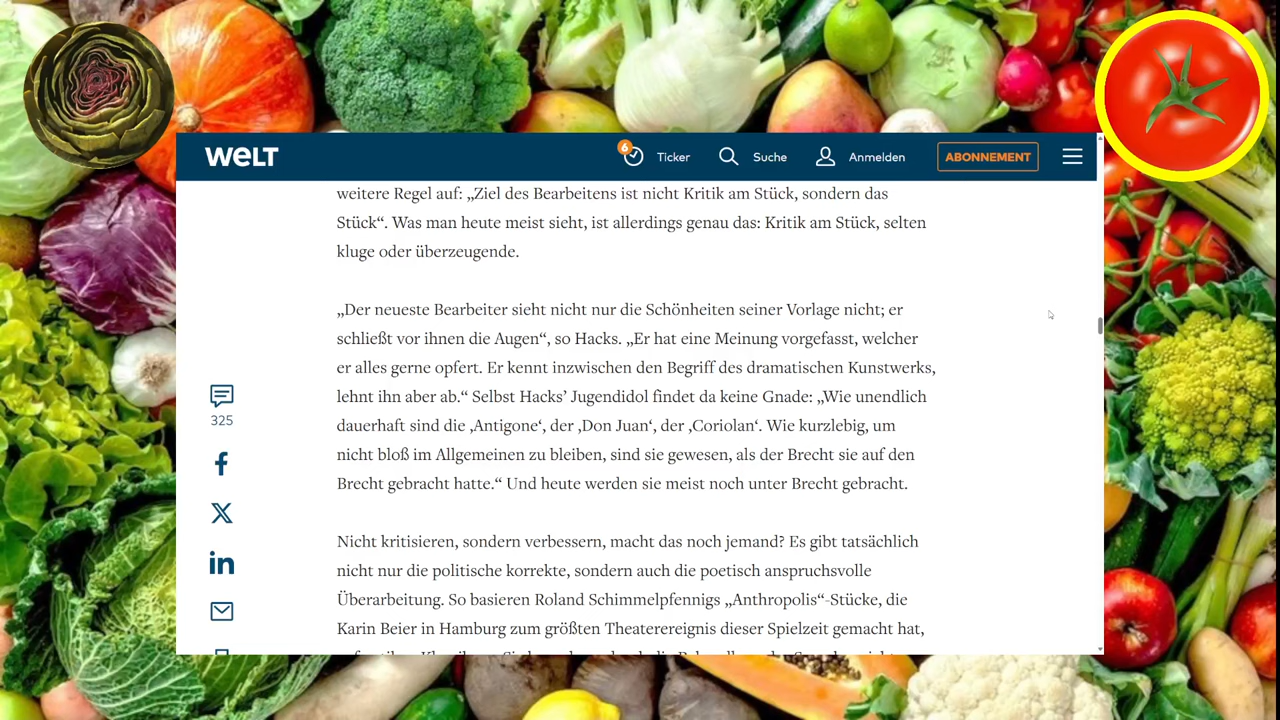 WELT
6
Ticker
Suche
Anmelden
ABONNEMENT
weitere Regel auf: „Ziel des Bearbeitens ist nicht Kritik am Stück, sondern das
Stück“. Was man heute meist sieht, ist allerdings genau das: Kritik am Stück, selten
kluge oder überzeugende.
„Der neueste Bearbeiter sieht nicht nur die Schönheiten seiner Vorlage nicht; er
schließt vor ihnen die Augen“, so Hacks. „Er hat eine Meinung vorgefasst, welcher
er alles gerne opfert. Er kennt inzwischen den Begriff des dramatischen Kunstwerks,
lehnt ihn aber ab.“ Selbst Hacks’ Jugendidol findet da keine Gnade: „Wie unendlich
dauerhaft sind die ‚Antigone‘, der ‚Don Juan‘, der ‚Coriolan‘. Wie kurzlebig, um
nicht bloß im Allgemeinen zu bleiben, sind sie gewesen, als der Brecht sie auf den
Brecht gebracht hatte.“ Und heute werden sie meist noch unter Brecht gebracht.
325
Nicht kritisieren, sondern verbessern, macht das noch jemand? Es gibt tatsächlich
nicht nur die politische korrekte, sondern auch die poetisch anspruchsvolle
Überarbeitung. So basieren Roland Schimmelpfennigs „Anthropolis“-Stücke, die
Karin Beier in Hamburg zum größten Theaterereignis dieser Spielzeit gemacht hat,